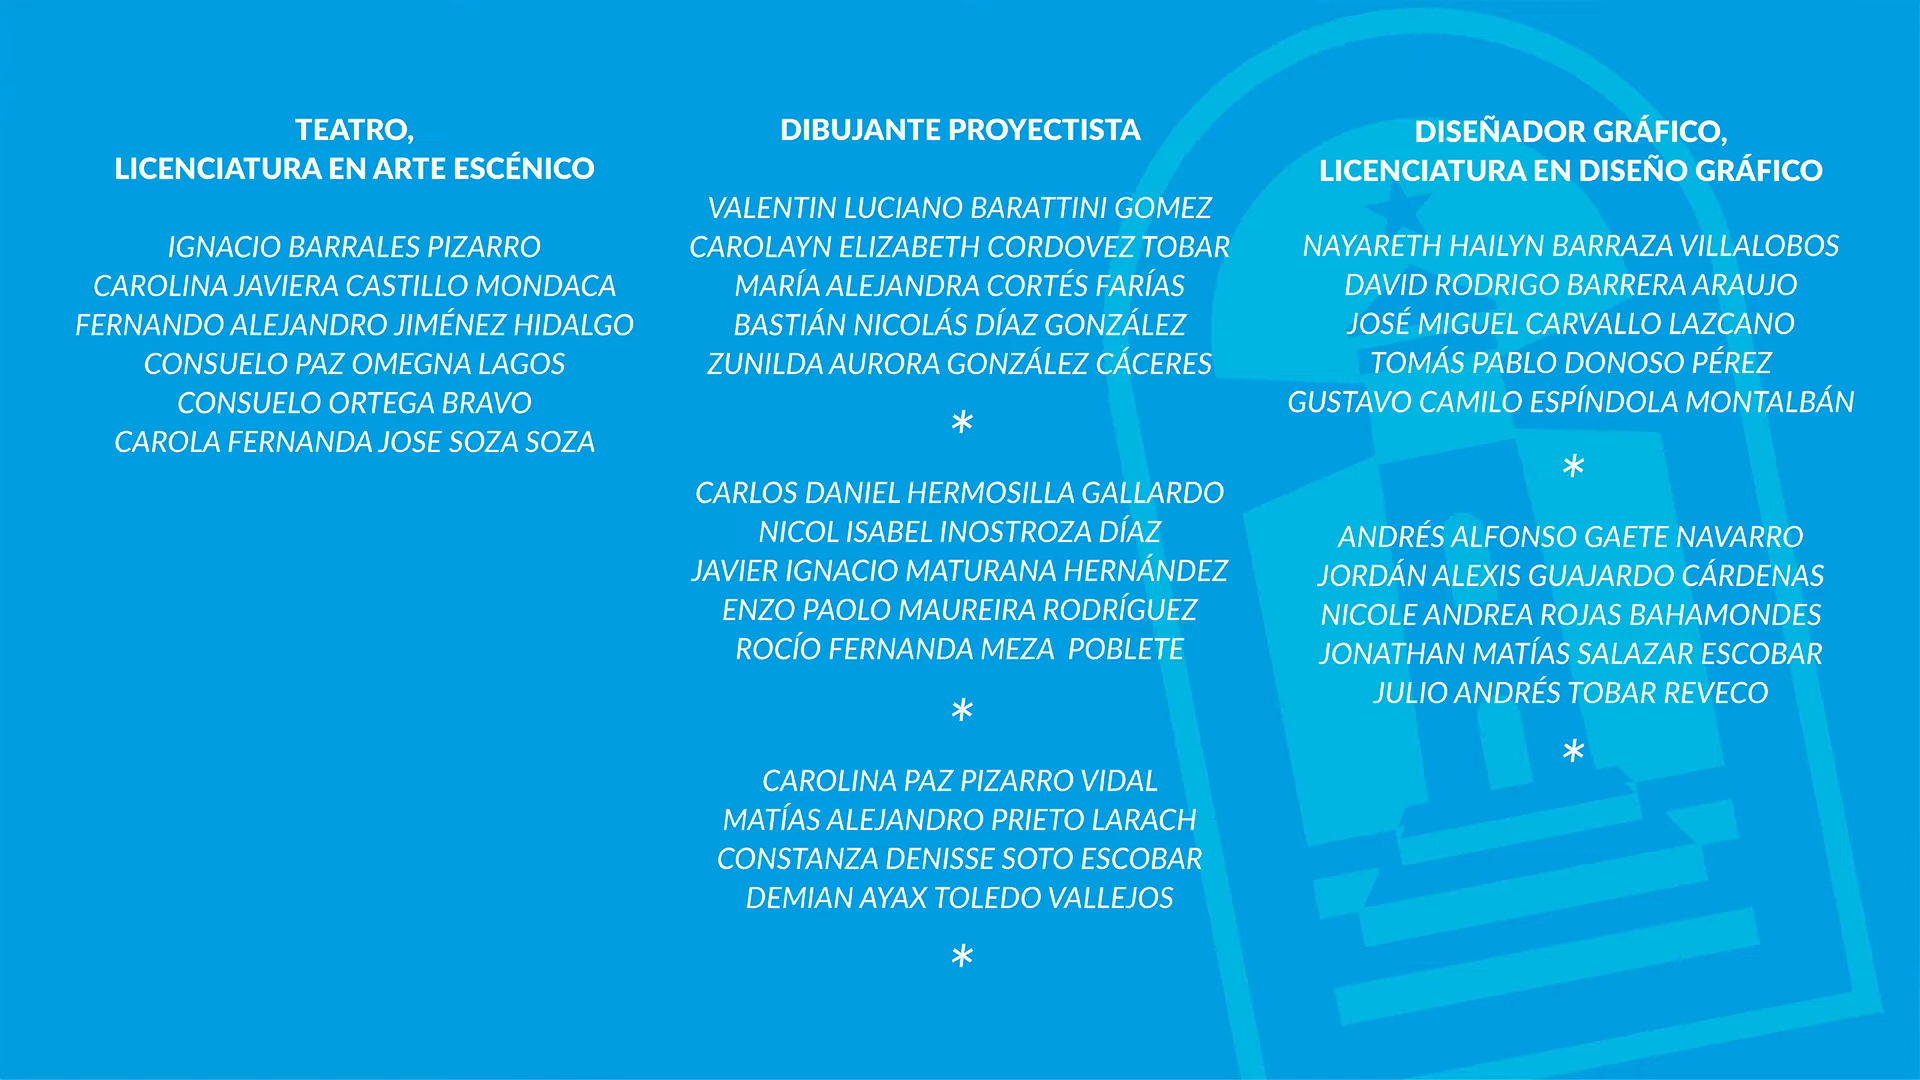 TEATRO,
LICENCIATURA EN ARTE ESCÉNICO
IGNACIO BARRALES PIZARRO
CAROLINA JAVIERA CASTILLO MONDACA
FERNANDO ALEJANDRO JIMÉNEZ HIDALGO
CONSUELO PAZ OMEGNA LAGOS
CONSUELO ORTEGA BRAVO
CAROLA FERNANDA JOSE SOZA SOZA
DIBUJANTE PROYECTISTA
VALENTIN LUCIANO BARATTINI GOMEZ
CAROLAYN ELIZABETH CORDOVEZ TOBAR
MARÍA ALEJANDRA CORTÉS FARÍAS
BASTIÁN NICOLÁS DÍAZ GONZÁLEZ
ZUNILDA AURORA GONZÁLEZ CÁCERES
*
CARLOS DANIEL HERMOSILLA GALLARDO
NICOL ISABEL INOSTROZA DÍAZ
JAVIER IGNACIO MATURANA HERNÁNDEZ
ENZO PAOLO MAUREIRA RODRÍGUEZ
ROCÍO FERNANDA MEZA  POBLETE
*
CAROLINA PAZ PIZARRO VIDAL
MATÍAS ALEJANDRO PRIETO LARACH
CONSTANZA DENISSE SOTO ESCOBAR
DEMIAN AYAX TOLEDO VALLEJOS
*
DISEÑADOR GRÁFICO,
LICENCIATURA EN DISEÑO GRÁFICO
NAYARETH HAILYN BARRAZA VILLALOBOS
DAVID RODRIGO BARRERA ARAUJO
JOSÉ MIGUEL CARVALLO LAZCANO
TOMÁS PABLO DONOSO PÉREZ
GUSTAVO CAMILO ESPÍNDOLA MONTALBÁN
*
ANDRÉS ALFONSO GAETE NAVARRO
JORDÁN ALEXIS GUAJARDO CÁRDENAS
NICOLE ANDREA ROJAS BAHAMONDES
JONATHAN MATÍAS SALAZAR ESCOBAR
JULIO ANDRÉS TOBAR REVECO
*